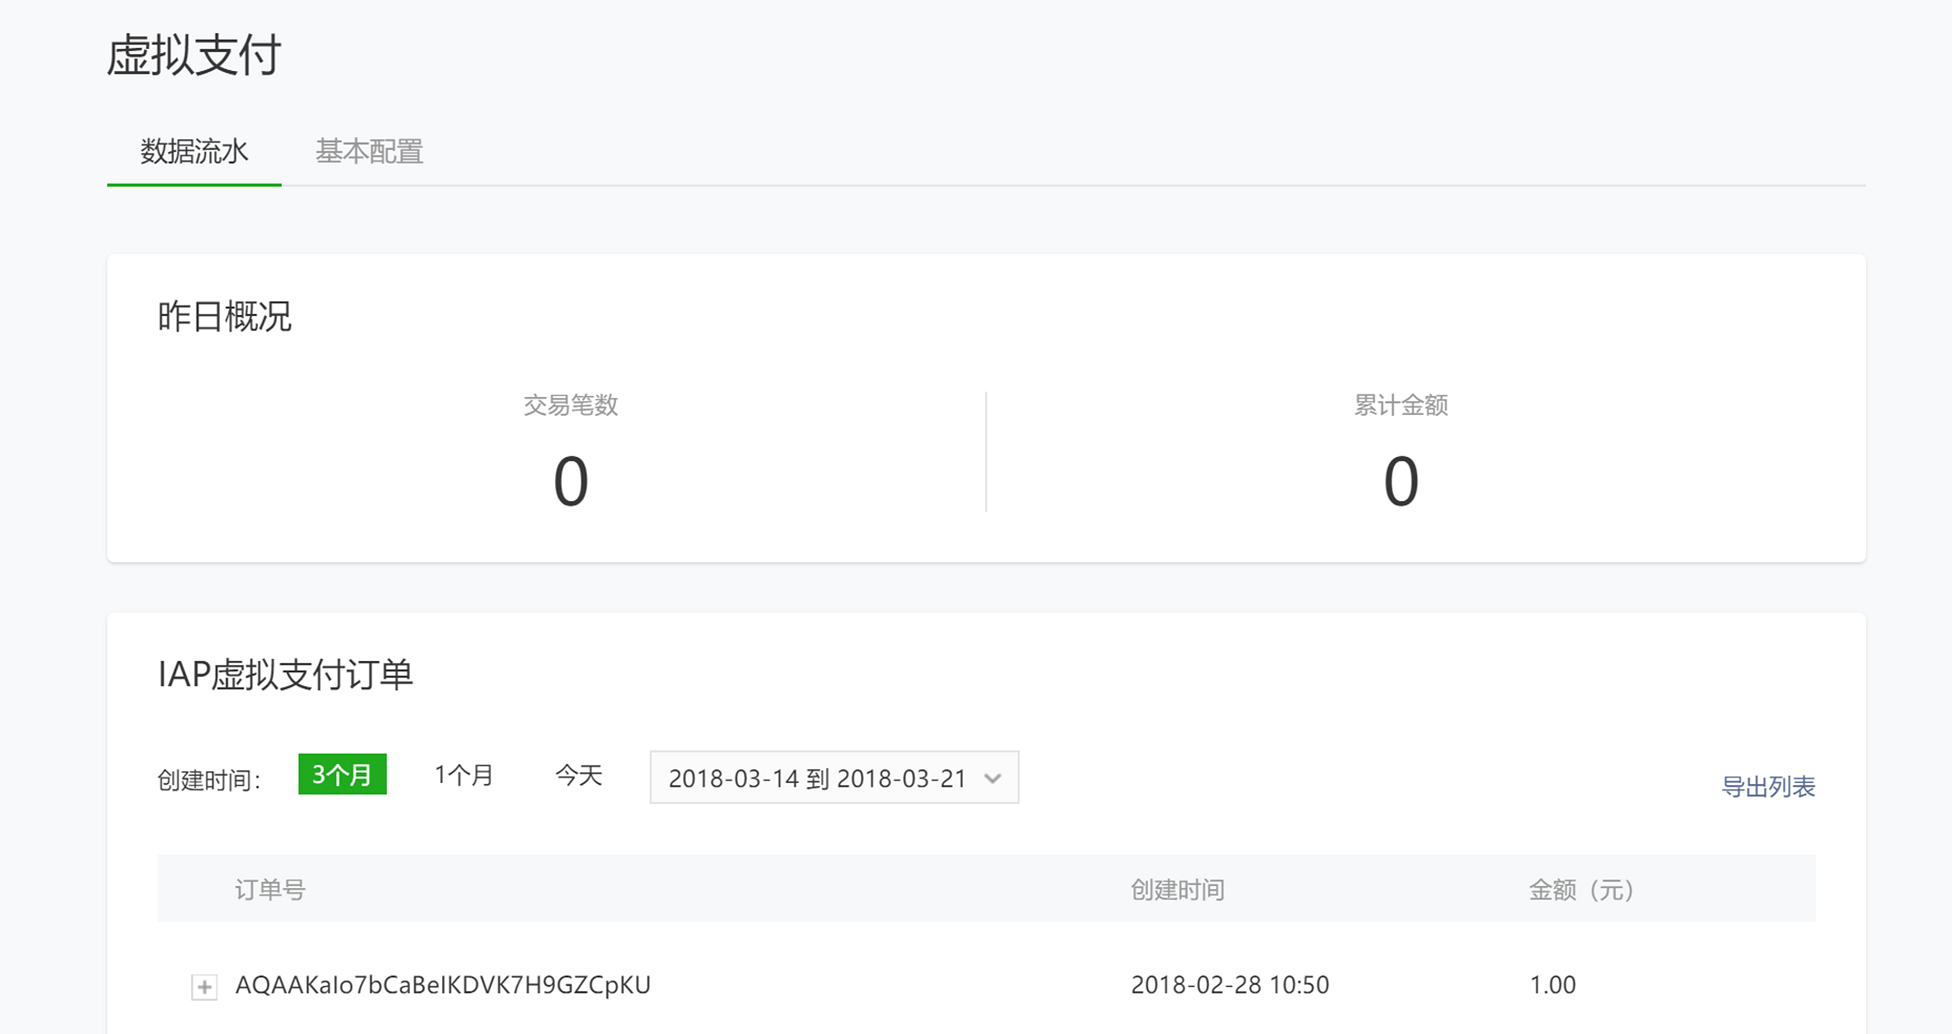 虚拟支付
数据流水 基本配置
昨日概况
交易笔数 累计金额
0 0
IAP虚拟支付订单
创建时间： 3个月 1个月 今天 2018-03-14 到 2018-03-21 导出列表
订单号 创建时间 金额（元）
AQAAKalo7bCaBeIKDVK7H9GZCpKU 2018-02-28 10:50 1.00